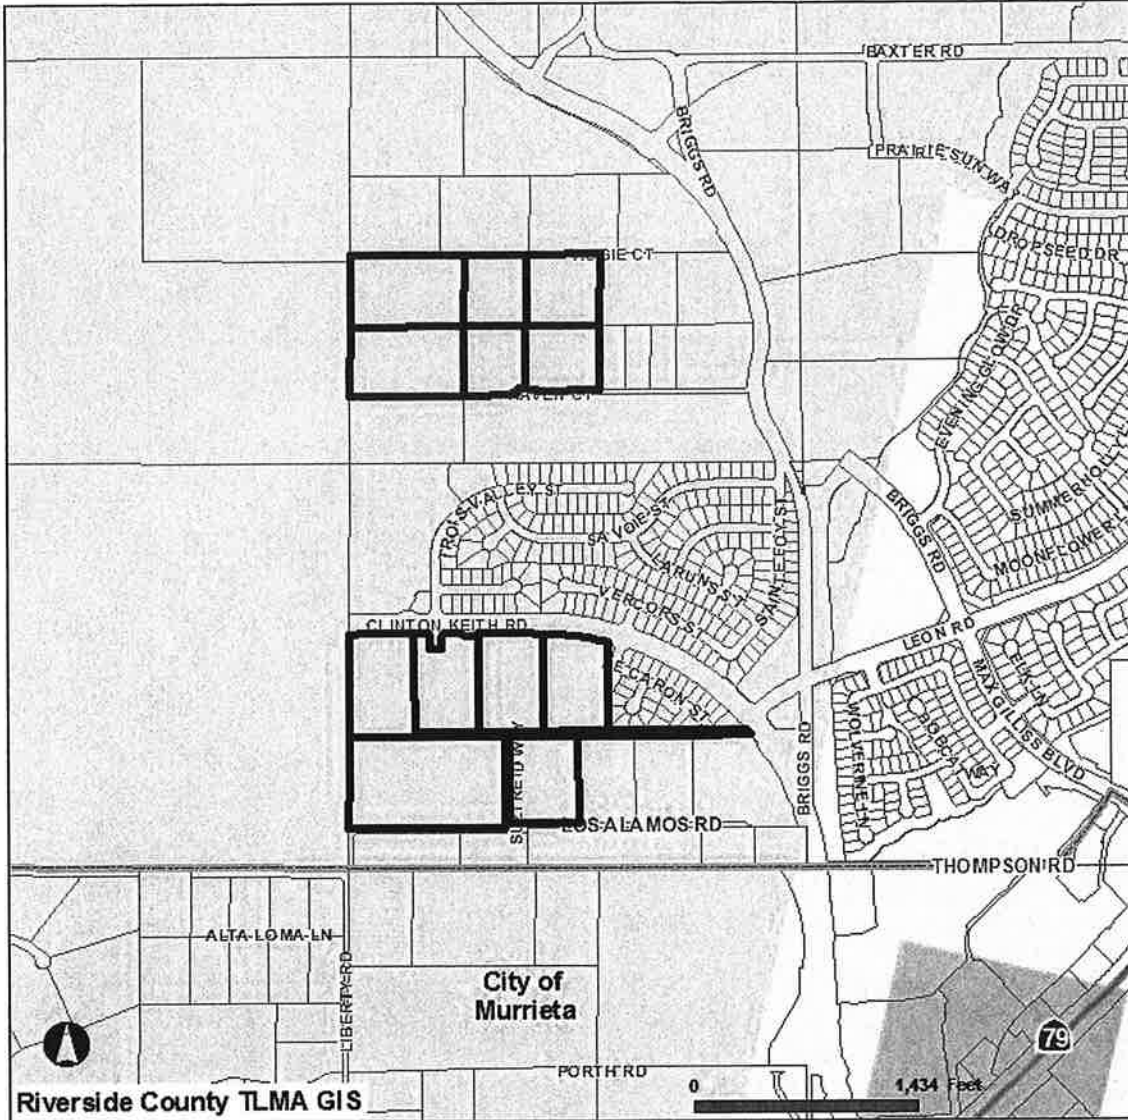 BAXTER RD
BRIGGS RD
PRAIRIE SUN WAY
DROPSEED DR
EVENING GLOW DR
TROIS VALLEY ST
SAVOIE ST
SUMMERHO
BRIGGS RD
MOONFLOWER
LARUNS ST
SAINTE FOY ST
VERCORS ST
CLINTON KEITH RD
LEON RD
ELK LN
CARON ST
MAX GILLISS BLVD
BOBCAT WAY
WOLVERINE LN
BRIGGS RD
LOS ALAMOS RD
THOMPSON RD
ALTA LOMA LN
LIBERTY RD
City of
Murrieta
79
PORTH RD
0 1,434 Feet
Riverside County TLMA GIS